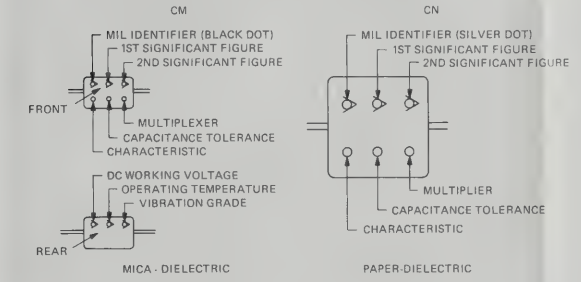 CM
MIL IDENTIFIER (BLACK DOT)
1ST SIGNIFICANT FIGURE
2ND SIGNIFICANT FIGURE
FRONT
MULTIPLEXER
CAPACITANCE TOLERANCE
CHARACTERISTIC
DC WORKING VOLTAGE
OPERATING TEMPERATURE
VIBRATION GRADE
REAR
MICA - DIELECTRIC
CN
MIL IDENTIFIER (SILVER DOT)
1ST SIGNIFICANT FIGURE
2ND SIGNIFICANT FIGURE
MULTIPLIER
CAPACITANCE TOLERANCE
CHARACTERISTIC
PAPER-DIELECTRIC